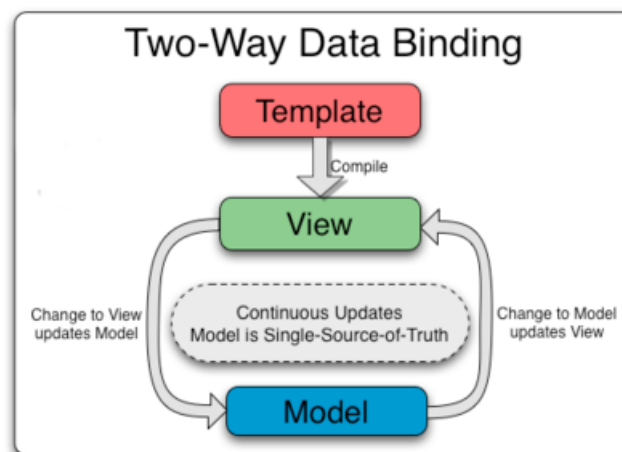 Two-Way Data Binding
Template
Compile
View
Change to View
updates Model
Continuous Updates
Model is Single-Source-of-Truth
Change to Model
updates View
Model